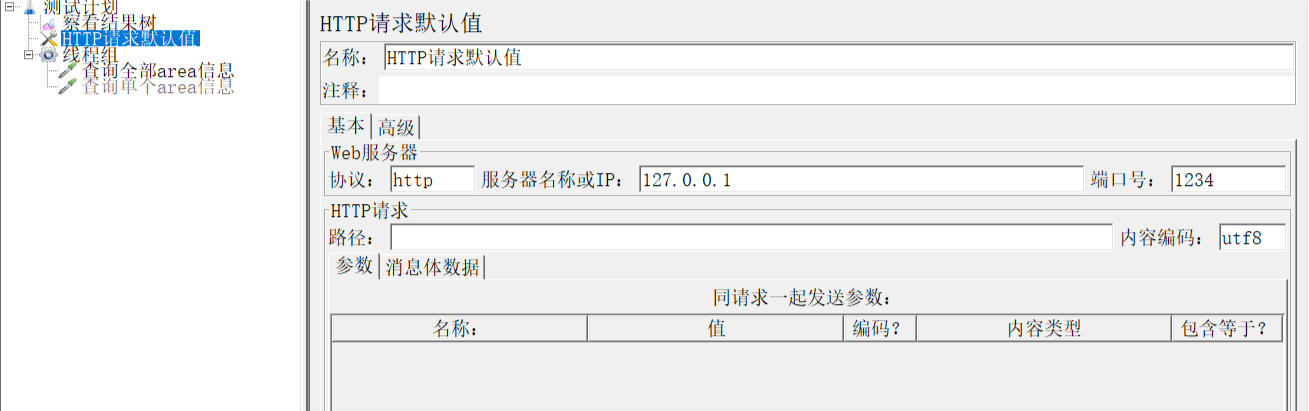 测试计划
察看结果树
HTTP请求默认值
线程组
查询全部area信息
查询单个area信息
HTTP请求默认值
名称： HTTP请求默认值
注释：
基本 高级
Web服务器
协议： http 服务器名称或IP： 127.0.0.1 端口号： 1234
HTTP请求
路径： 内容编码： utf8
参数 消息体数据
同请求一起发送参数：
名称： 值 编码？ 内容类型 包含等于？